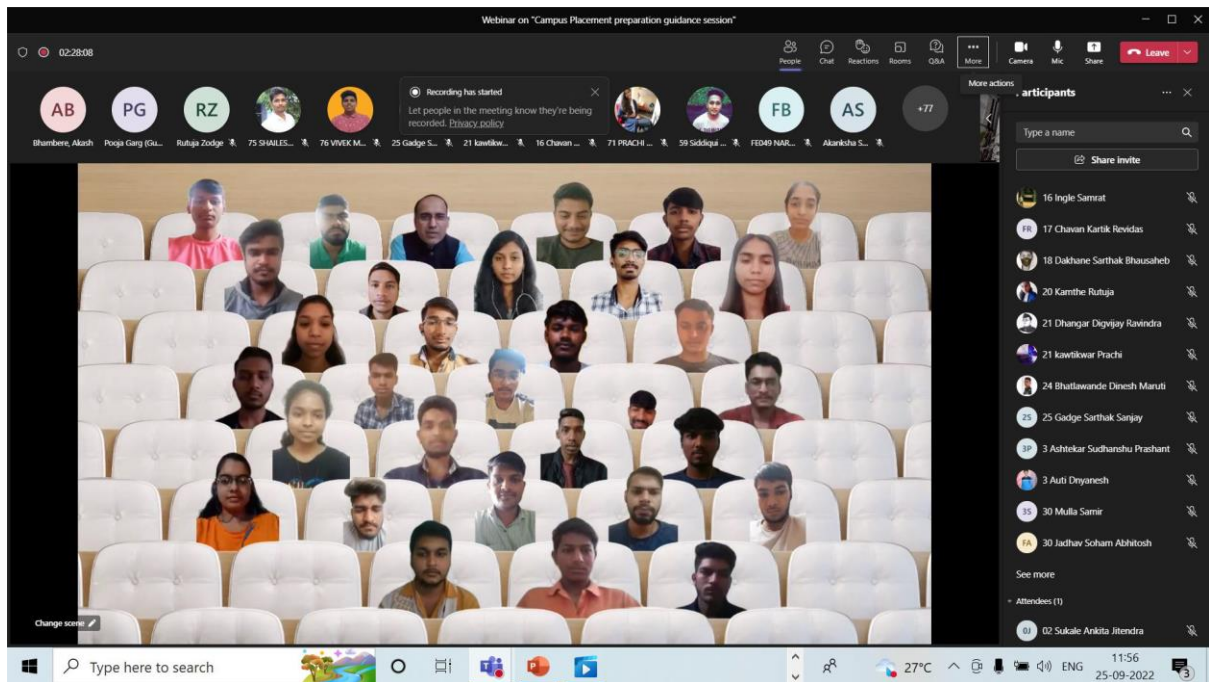 Webinar on "Campus Placement preparation guidance session"
02:28:08
People
Chat
Reactions
Rooms
Q&A
More
Camera
Mic
Share
Leave
More actions
Recording has started
Let people in the meeting know they're being
recorded. Privacy policy
AB
PG
RZ
FB
AS
+77
Bhambere, Akash
Pooja Garg (Gu...
Rutuja Zodge
75 SHAILES...
76 VIVEK M...
25 Gadge S...
21 kawtikw...
16 Chavan ...
71 PRACHI ...
59 Siddiqui ...
FE049 NAR...
Akanksha S...
articipants
Type a name
Share invite
16 Ingle Samrat
FR 17 Chavan Kartik Revidas
18 Dakhane Sarthak Bhausaheb
20 Kamthe Rutuja
21 Dhangar Digvijay Ravindra
21 kawtikwar Prachi
24 Bhatlawande Dinesh Maruti
2S 25 Gadge Sarthak Sanjay
3P 3 Ashtekar Sudhanshu Prashant
3 Auti Dnyanesh
3S 30 Mulla Samir
FA 30 Jadhav Soham Abhitosh
See more
Attendees (1)
0J 02 Sukale Ankita Jitendra
Change scene
Type here to search
27°C
ENG
11:56
25-09-2022
3